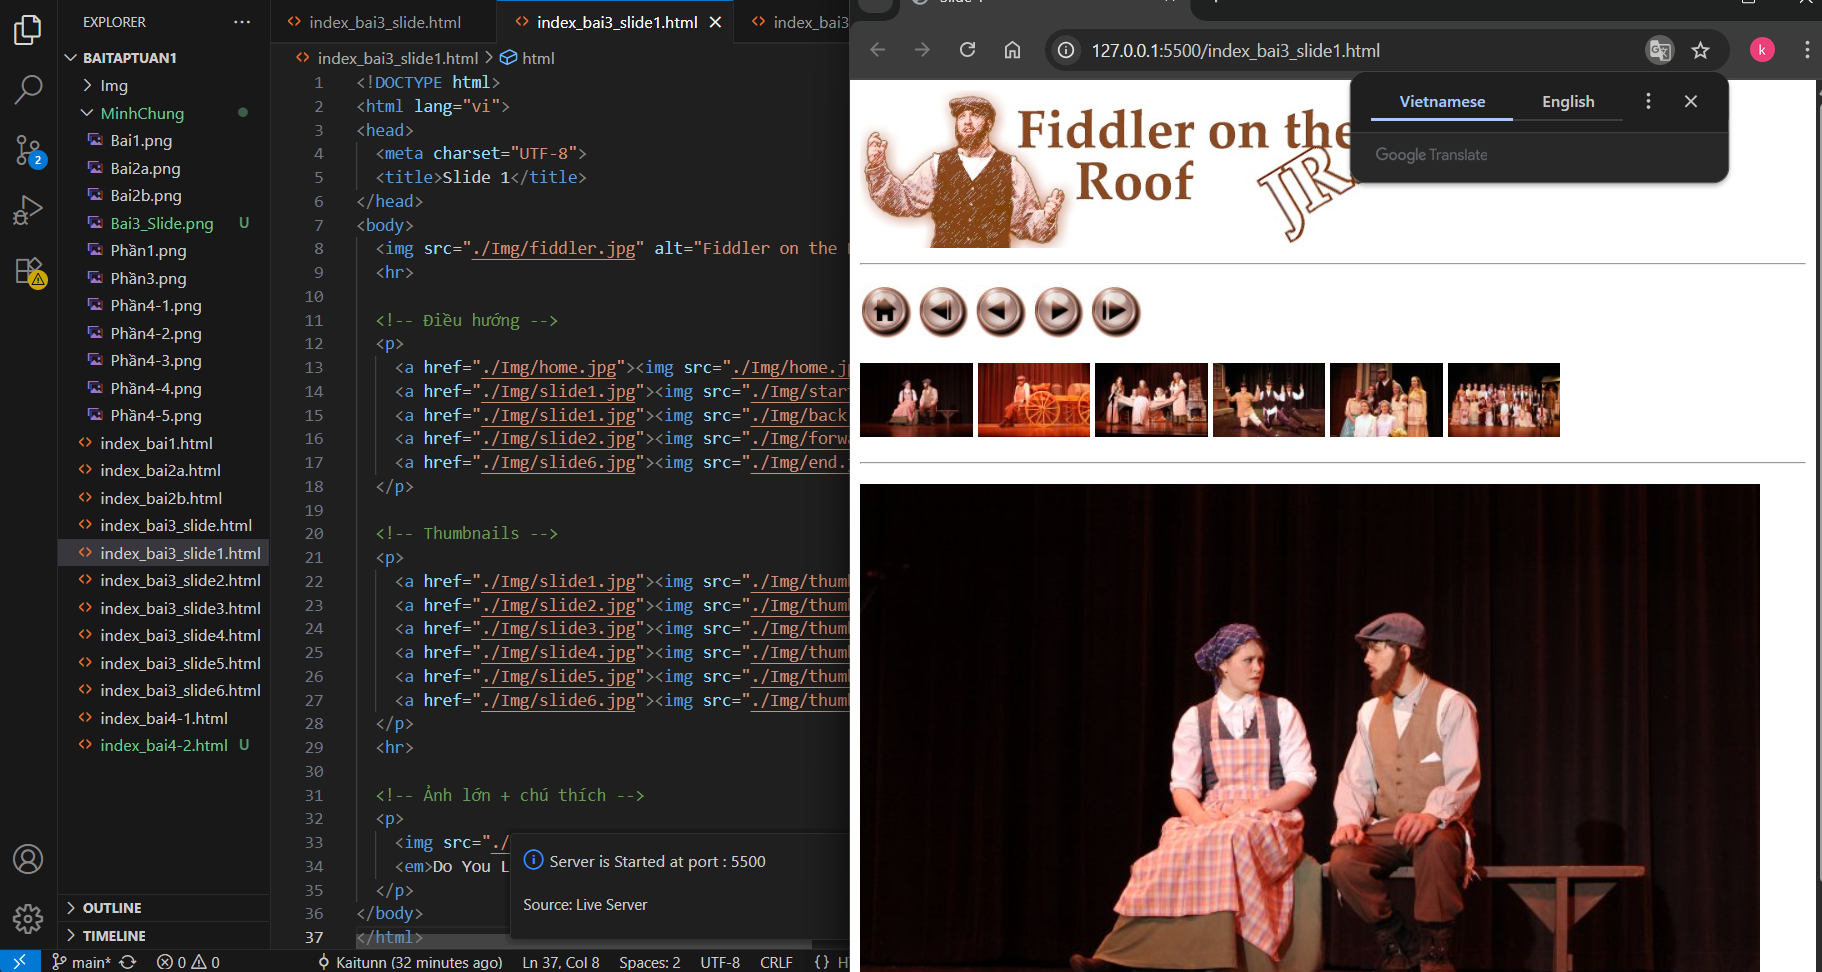 EXPLORER
BAITAPTUAN1
Img
MinhChung
Bai1.png
Bai2a.png
Bai2b.png
Bai3_Slide.png U
Phần1.png
Phần3.png
Phần4-1.png
Phần4-2.png
Phần4-3.png
Phần4-4.png
Phần4-5.png
index_bai1.html
index_bai2a.html
index_bai2b.html
index_bai3_slide.html
index_bai3_slide1.html
index_bai3_slide2.html
index_bai3_slide3.html
index_bai3_slide4.html
index_bai3_slide5.html
index_bai3_slide6.html
index_bai4-1.html
index_bai4-2.html U
OUTLINE
TIMELINE
2
index_bai3_slide.html index_bai3_slide1.html index_bai3
index_bai3_slide1.html > html
1 <!DOCTYPE html>
2 <html lang="vi">
3 <head>
4 <meta charset="UTF-8">
5 <title>Slide 1</title>
6 </head>
7 <body>
8 <img src="./Img/fiddler.jpg" alt="Fiddler on the
9 <hr>
10
11 <!-- Điều hướng -->
12 <p>
13 <a href="./Img/home.jpg"><img src="./Img/home.j
14 <a href="./Img/slide1.jpg"><img src="./Img/star
15 <a href="./Img/slide1.jpg"><img src="./Img/back
16 <a href="./Img/slide2.jpg"><img src="./Img/forw
17 <a href="./Img/slide6.jpg"><img src="./Img/end.
18 </p>
19
20 <!-- Thumbnails -->
21 <p>
22 <a href="./Img/slide1.jpg"><img src="./Img/thum
23 <a href="./Img/slide2.jpg"><img src="./Img/thum
24 <a href="./Img/slide3.jpg"><img src="./Img/thum
25 <a href="./Img/slide4.jpg"><img src="./Img/thum
26 <a href="./Img/slide5.jpg"><img src="./Img/thum
27 <a href="./Img/slide6.jpg"><img src="./Img/thum
28 </p>
29 <hr>
30
31 <!-- Ảnh lớn + chú thích -->
32 <p>
33 <img src="./
34 <em>Do You L
35 </p>
36 </body>
37 </html>
Server is Started at port : 5500
Source: Live Server
main* 0 0 Kaitunn (32 minutes ago) Ln 37, Col 8 Spaces: 2 UTF-8 CRLF {} H
127.0.0.1:5500/index_bai3_slide1.html
k
Vietnamese English
Google Translate
Fiddler on the
Roof
JR